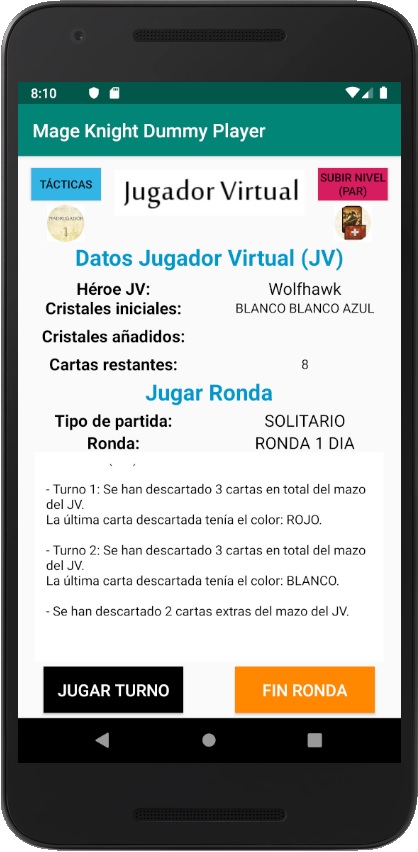 8:10
Mage Knight Dummy Player
TÁCTICAS
Jugador Virtual
SUBIR NIVEL
(PAR)
MADRUGADOR
1
Datos Jugador Virtual (JV)
Héroe JV: Wolfhawk
Cristales iniciales: BLANCO BLANCO AZUL
Cristales añadidos:
Cartas restantes: 8
Jugar Ronda
Tipo de partida: SOLITARIO
Ronda: RONDA 1 DIA
- Turno 1: Se han descartado 3 cartas en total del mazo
del JV.
La última carta descartada tenía el color: ROJO.
- Turno 2: Se han descartado 3 cartas en total del mazo
del JV.
La última carta descartada tenía el color: BLANCO.
- Se han descartado 2 cartas extras del mazo del JV.
JUGAR TURNO
FIN RONDA